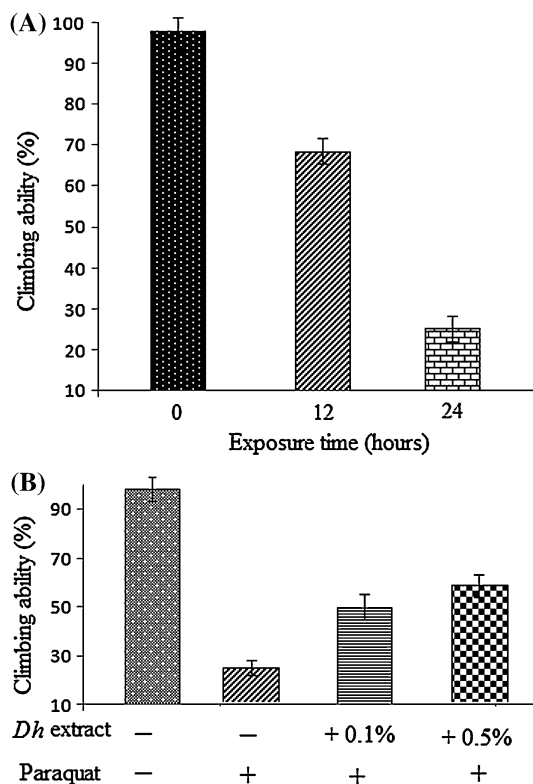 (A)
Climbing ability (%)
100
90
80
70
60
50
40
30
20
10
0 12 24
Exposure time (hours)
(B)
Climbing ability (%)
90
70
50
30
10
Dh extract − − + 0.1% + 0.5%
Paraquat − + + +